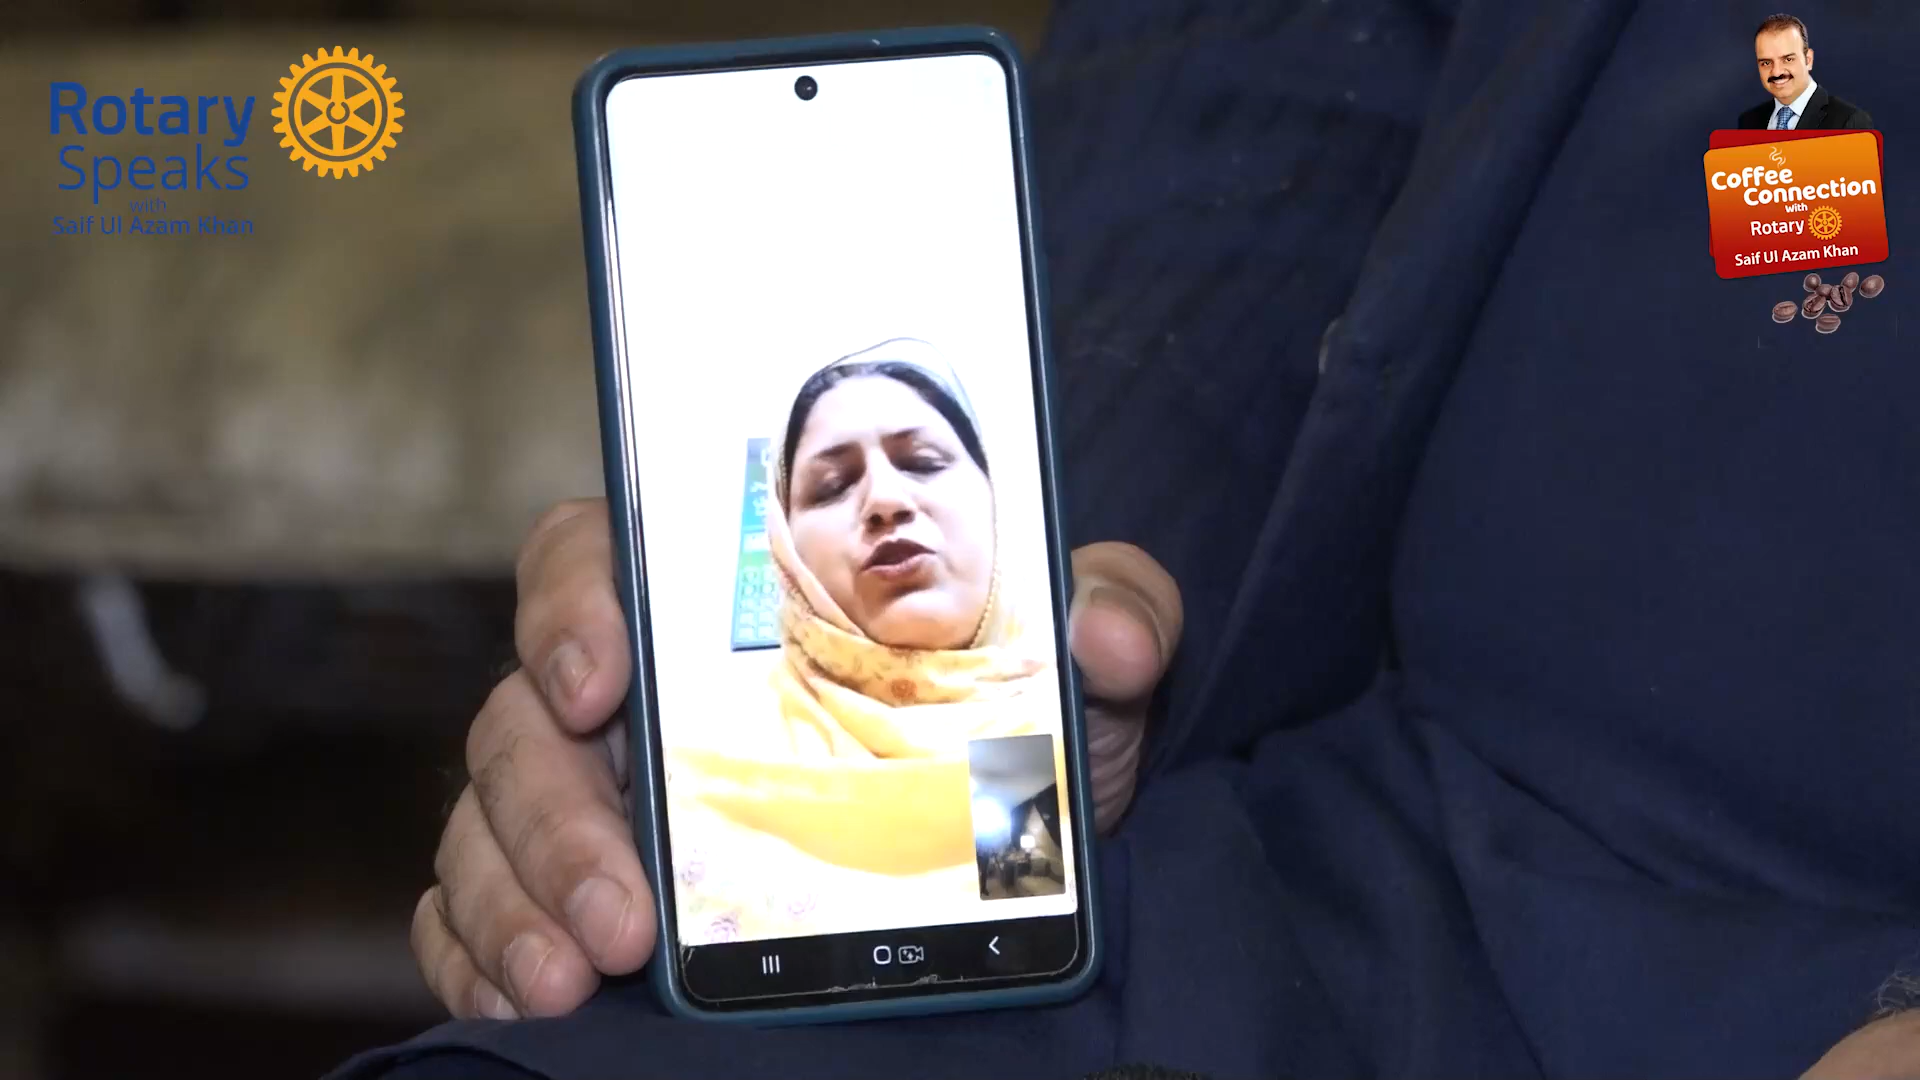 Rotary
Speaks
with
Saif Ul Azam Khan
Coffee
Connection
With
Rotary
Saif Ul Azam Khan